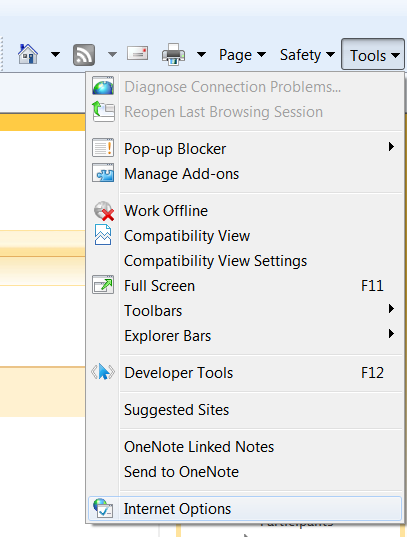 Page Safety Tools
Diagnose Connection Problems...
Reopen Last Browsing Session
Pop-up Blocker
Manage Add-ons
Work Offline
Compatibility View
Compatibility View Settings
Full Screen F11
Toolbars
Explorer Bars
Developer Tools F12
Suggested Sites
OneNote Linked Notes
Send to OneNote
Internet Options
Participants